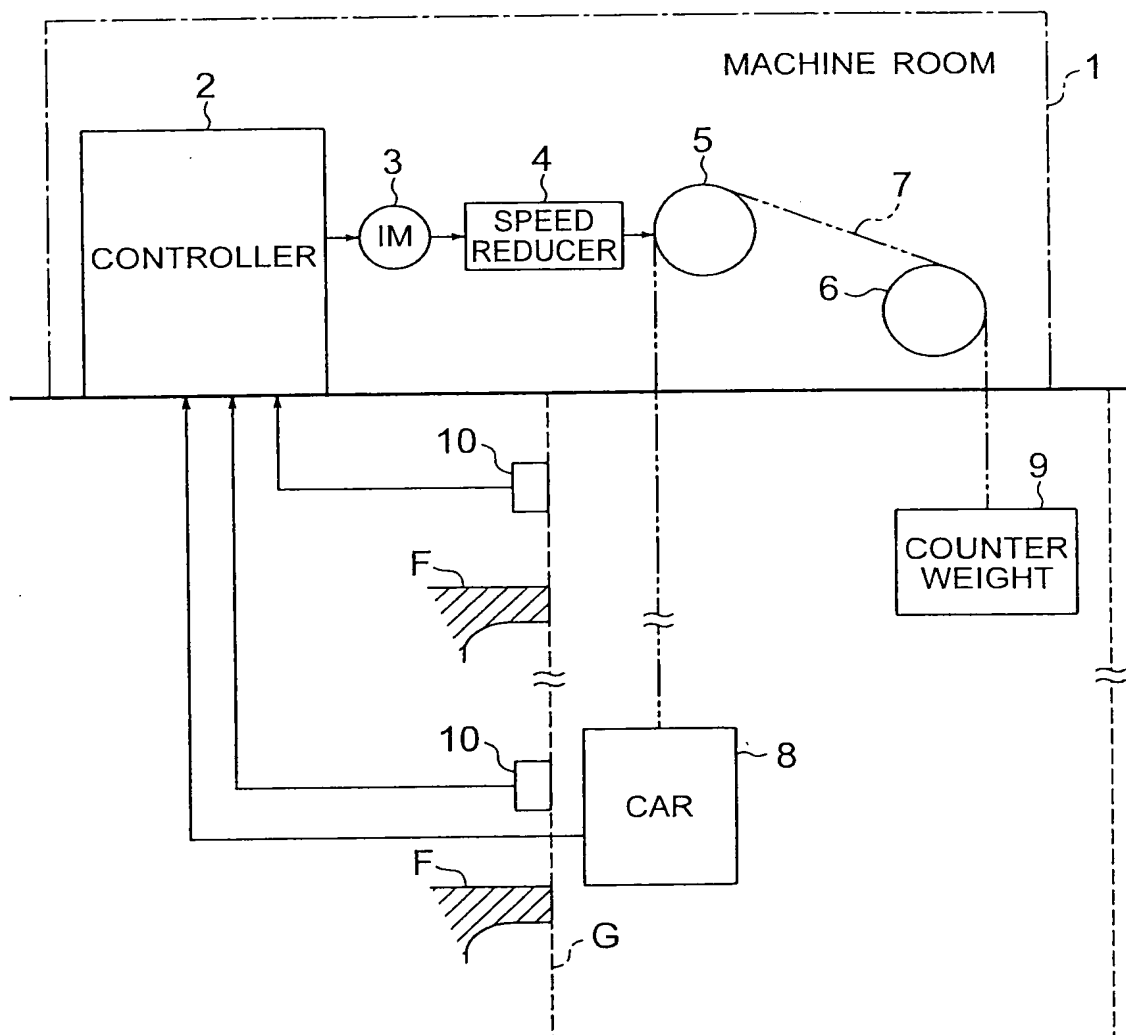 MACHINE ROOM
1
2
3
4
5
7
CONTROLLER
IM
SPEED
REDUCER
6
10
9
COUNTER
WEIGHT
F
10
8
CAR
F
G